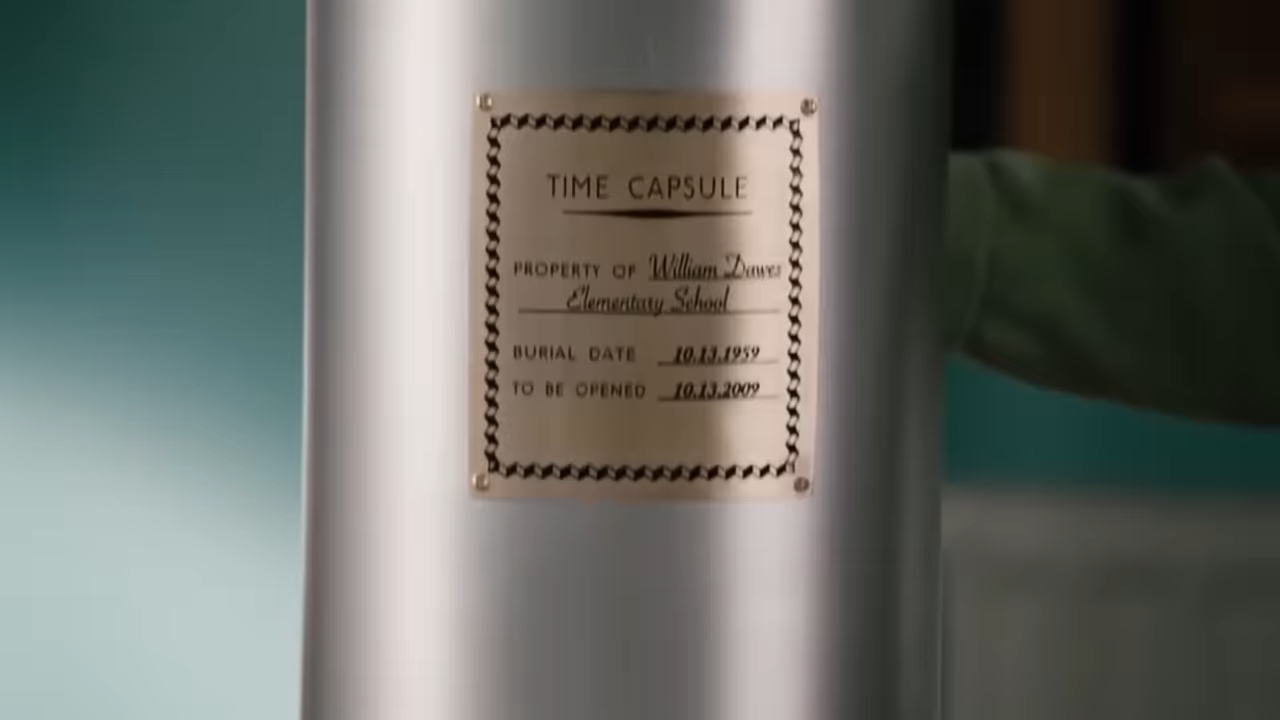 TIME CAPSULE
PROPERTY OF William Dawes
Elementary School
BURIAL DATE 10.13.1959
TO BE OPENED 10.13.2009